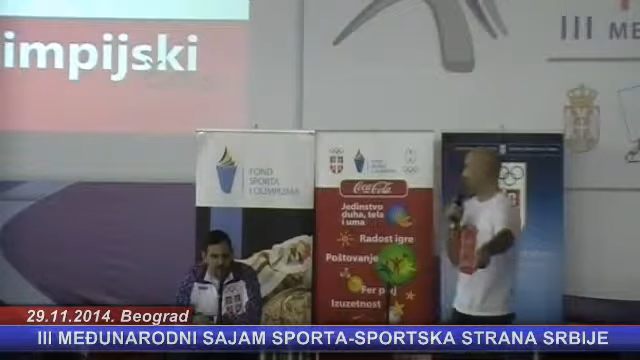 impijski
III
ME
FOND
SPORTA
I OLIMPIZMA
Coca-Cola
Jedinstvo
duha, tela
i uma
Radost igre
Poštovanje
Fer plej
Izuzetnost
29.11.2014. Beograd
III MEĐUNARODNI SAJAM SPORTA-SPORTSKA STRANA SRBIJE